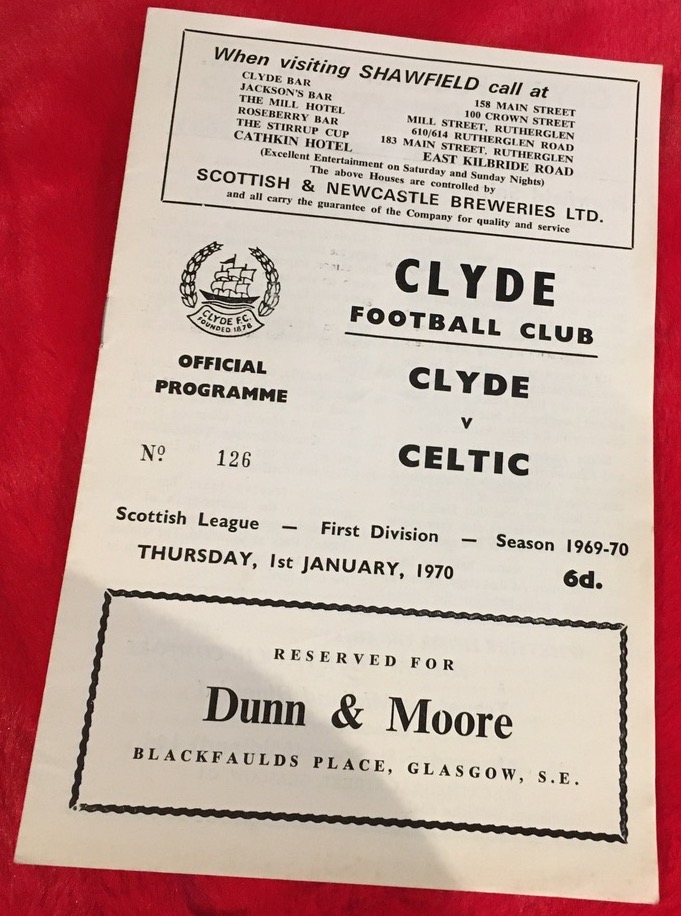 When visiting SHAWFIELD call at
CLYDE BAR 158 MAIN STREET
JACKSON'S BAR 100 CROWN STREET
THE MILL HOTEL MILL STREET, RUTHERGLEN
ROSEBERRY BAR 610/614 RUTHERGLEN ROAD
THE STIRRUP CUP 183 MAIN STREET, RUTHERGLEN
CATHKIN HOTEL EAST KILBRIDE ROAD
(Excellent Entertainment on Saturday and Sunday Nights)
The above Houses are controlled by
SCOTTISH & NEWCASTLE BREWERIES LTD.
and all carry the guarantee of the Company for quality and service
CLYDE F.C.
FOUNDED 1878
OFFICIAL
PROGRAMME
Nº 126
CLYDE
FOOTBALL CLUB
CLYDE
v
CELTIC
Scottish League — First Division — Season 1969-70
THURSDAY, 1st JANUARY, 1970 6d.
RESERVED FOR
Dunn & Moore
BLACKFAULDS PLACE, GLASGOW, S.E.